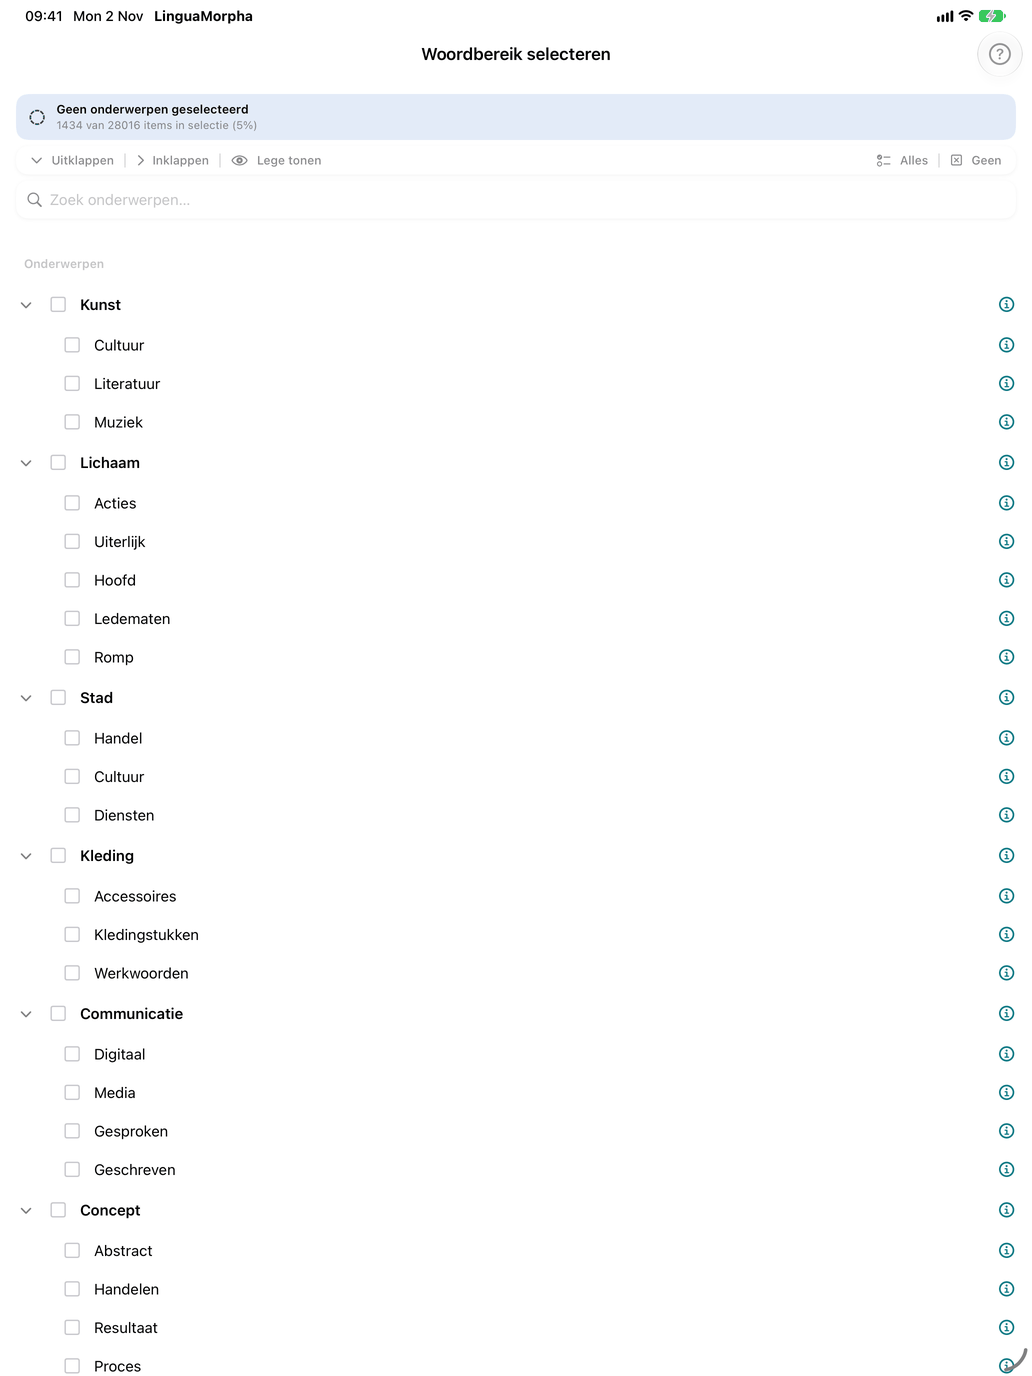 09:41 Mon 2 Nov LinguaMorpha
Woordbereik selecteren
Geen onderwerpen geselecteerd
1434 van 28016 items in selectie (5%)
Uitklappen Inklappen Lege tonen Alles Geen
Zoek onderwerpen...
Onderwerpen
Kunst
Cultuur
Literatuur
Muziek
Lichaam
Acties
Uiterlijk
Hoofd
Ledematen
Romp
Stad
Handel
Cultuur
Diensten
Kleding
Accessoires
Kledingstukken
Werkwoorden
Communicatie
Digitaal
Media
Gesproken
Geschreven
Concept
Abstract
Handelen
Resultaat
Proces